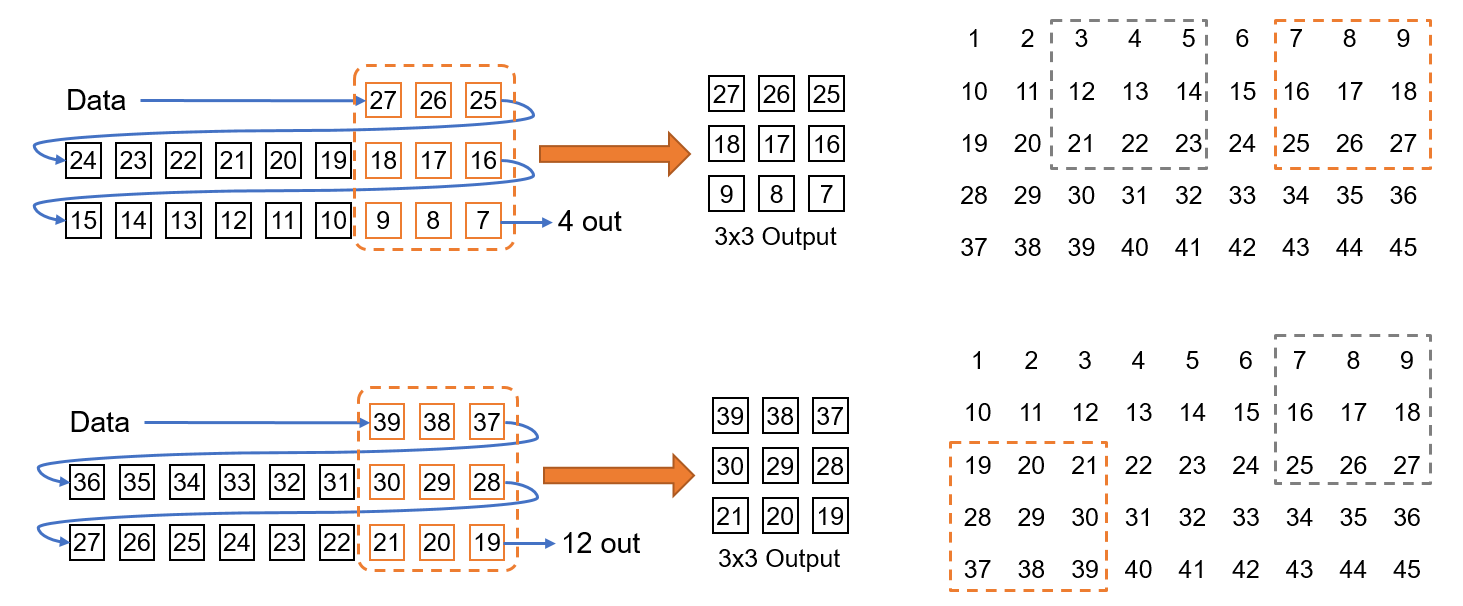 Data 27 26 25
24 23 22 21 20 19 18 17 16
15 14 13 12 11 10 9 8 7 4 out
27 26 25
18 17 16
9 8 7
3x3 Output
1 2 3 4 5 6 7 8 9
10 11 12 13 14 15 16 17 18
19 20 21 22 23 24 25 26 27
28 29 30 31 32 33 34 35 36
37 38 39 40 41 42 43 44 45
Data 39 38 37
36 35 34 33 32 31 30 29 28
27 26 25 24 23 22 21 20 19 12 out
39 38 37
30 29 28
21 20 19
3x3 Output
1 2 3 4 5 6 7 8 9
10 11 12 13 14 15 16 17 18
19 20 21 22 23 24 25 26 27
28 29 30 31 32 33 34 35 36
37 38 39 40 41 42 43 44 45